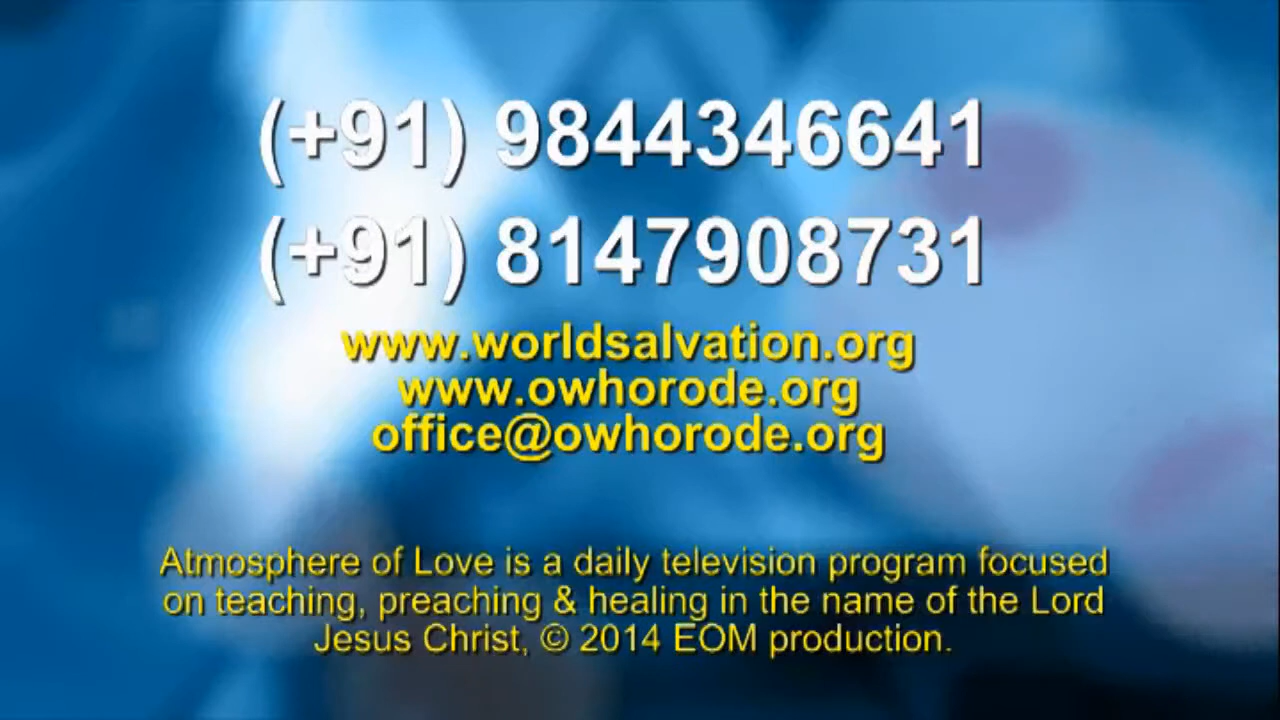 (+91) 9844346641
(+91) 8147908731
www.worldsalvation.org
www.owhorode.org
office@owhorode.org
Atmosphere of Love is a daily television program focused
on teaching, preaching & healing in the name of the Lord
Jesus Christ, © 2014 EOM production.